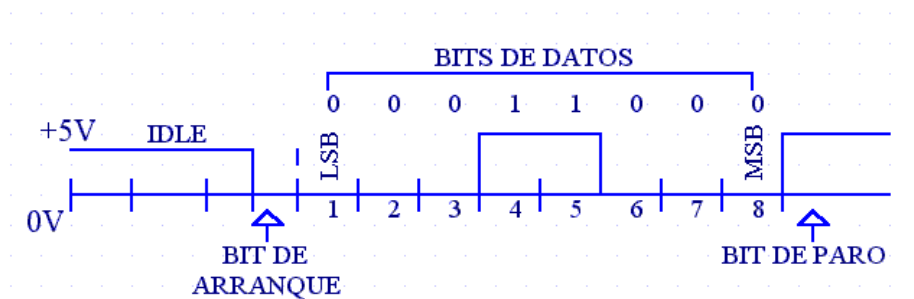 BITS DE DATOS
0 0 0 1 1 0 0 0
+5V IDLE LSB MSB
0V 1 2 3 4 5 6 7 8
BIT DE ARRANQUE
BIT DE PARO